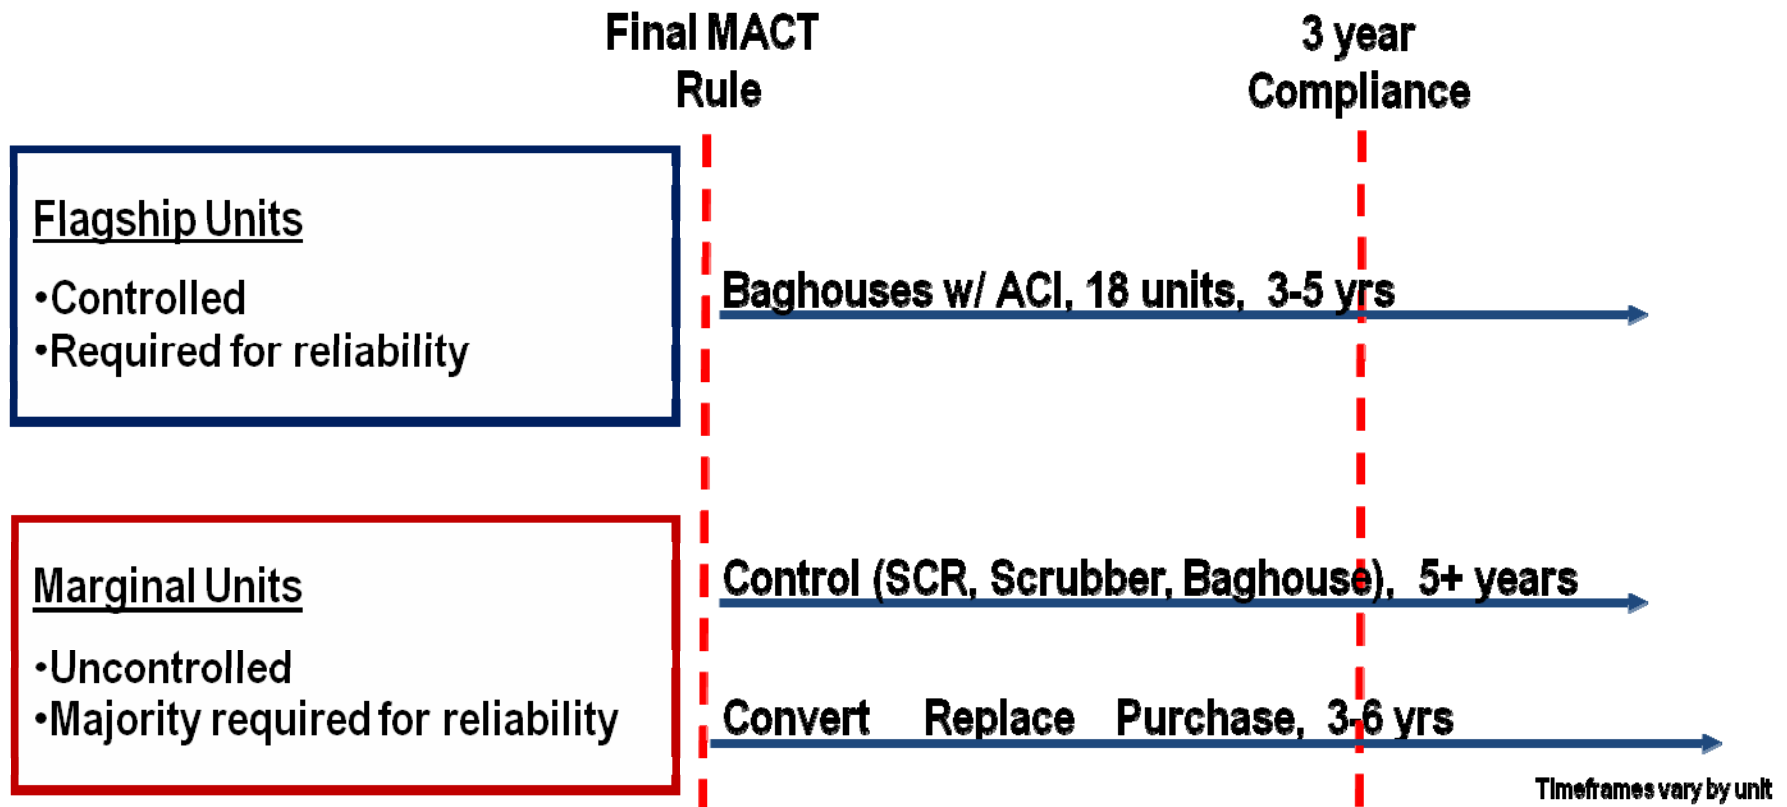 Final MACT
Rule
3 year
Compliance
Flagship Units
•Controlled
•Required for reliability
Baghouses w/ ACI, 18 units, 3-5 yrs
Marginal Units
•Uncontrolled
•Majority required for reliability
Control (SCR, Scrubber, Baghouse), 5+ years
Convert Replace Purchase, 3-6 yrs
Timeframes vary by unit